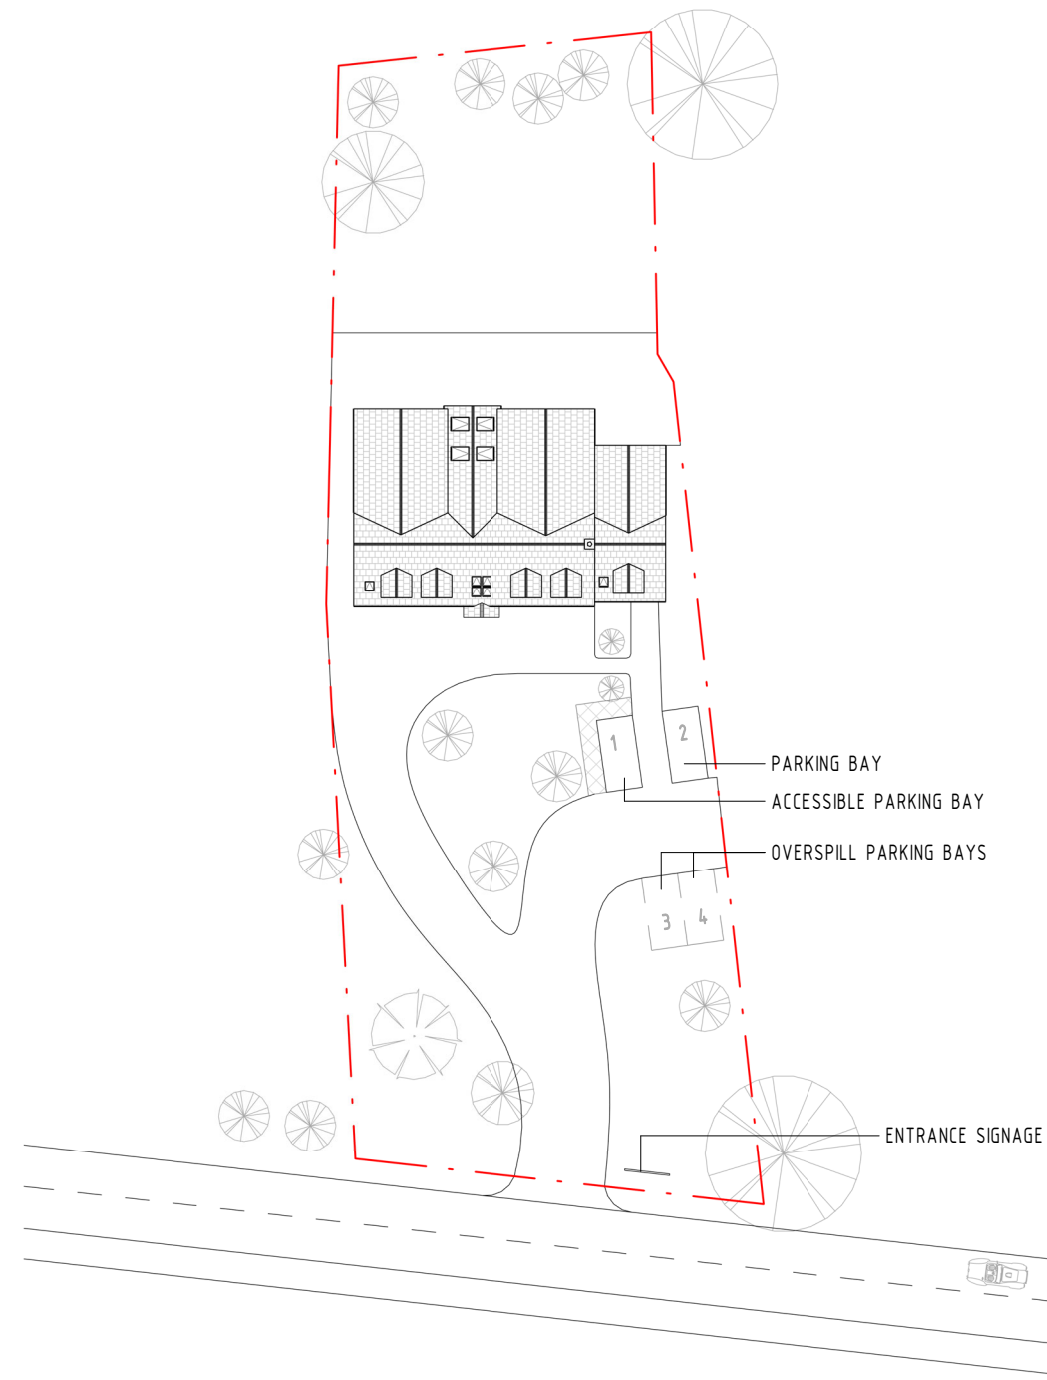 1
2
PARKING BAY
ACCESSIBLE PARKING BAY
OVERSPILL PARKING BAYS
3
4
ENTRANCE SIGNAGE